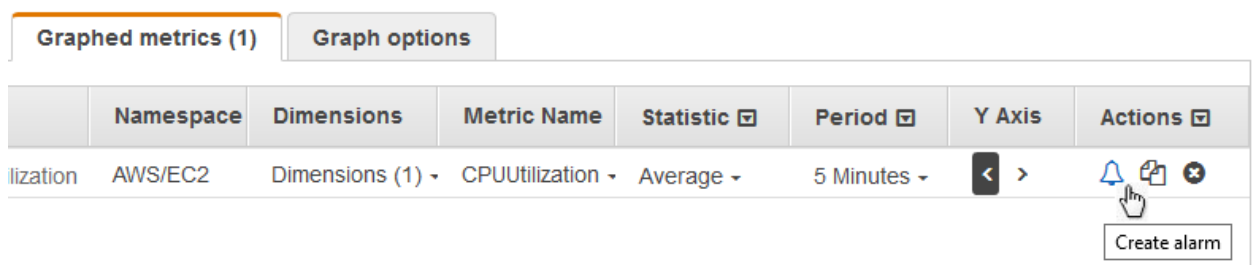 Graphed metrics (1) Graph options
Namespace Dimensions Metric Name Statistic Period Y Axis Actions
ilization AWS/EC2 Dimensions (1) CPUUtilization Average 5 Minutes < >
Create alarm